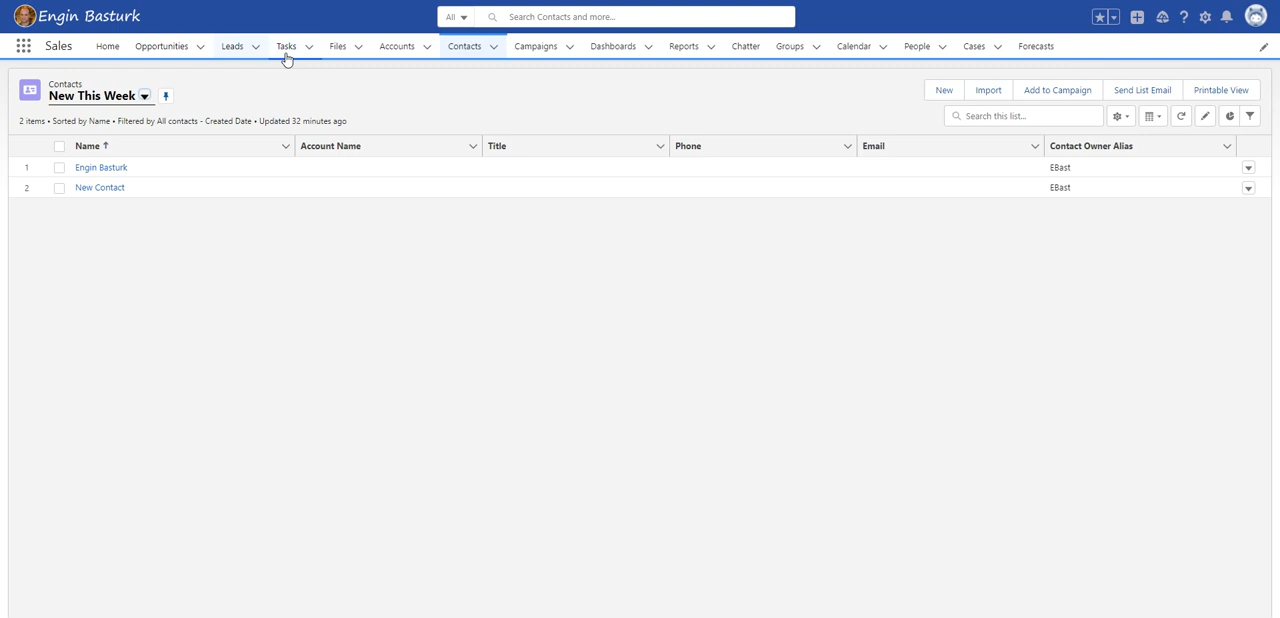 Engin Basturk
All
Search Contacts and more...
Sales
Home
Opportunities
Leads
Tasks
Files
Accounts
Contacts
Campaigns
Dashboards
Reports
Chatter
Groups
Calendar
People
Cases
Forecasts
Contacts
New This Week
New
Import
Add to Campaign
Send List Email
Printable View
2 items • Sorted by Name • Filtered by All contacts - Created Date • Updated 32 minutes ago
Search this list...
Name
Account Name
Title
Phone
Email
Contact Owner Alias
1 Engin Basturk EBast
2 New Contact EBast